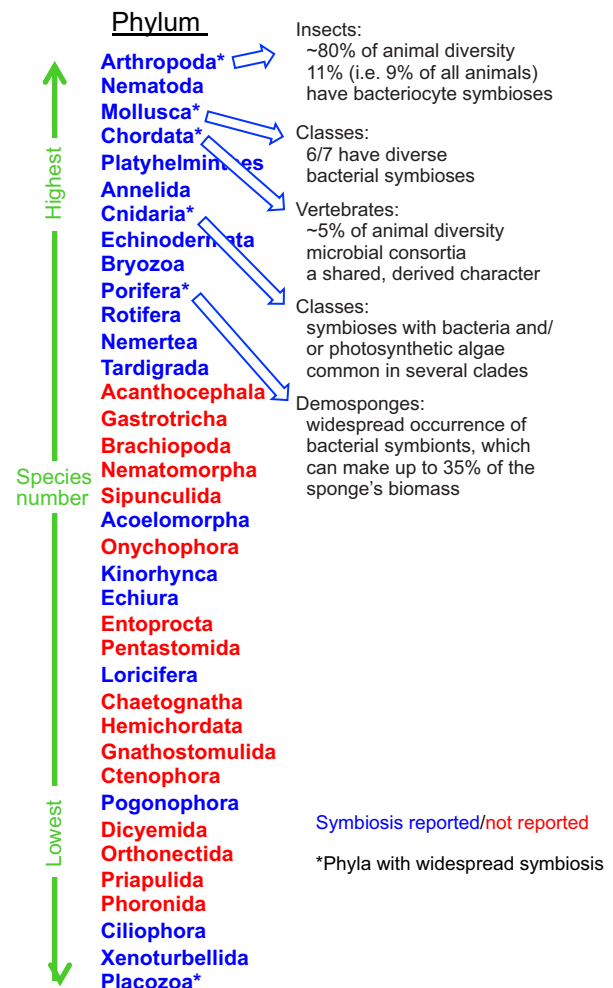 Phylum
Arthropoda*
Nematoda
Mollusca*
Chordata*
Platyhelminthes
Annelida
Cnidaria*
Echinodermata
Bryozoa
Porifera*
Rotifera
Nemertea
Tardigrada
Acanthocephala
Gastrotricha
Brachiopoda
Nematomorpha
Sipunculida
Acoelomorpha
Onychophora
Kinorhynca
Echiura
Entoprocta
Pentastomida
Loricifera
Chaetognatha
Hemichordata
Gnathostomulida
Ctenophora
Pogonophora
Dicyemida
Orthonectida
Priapulida
Phoronida
Ciliophora
Xenoturbellida
Placozoa*
Highest
Species
number
Lowest
Insects:
~80% of animal diversity
11% (i.e. 9% of all animals)
have bacteriocyte symbioses
Classes:
6/7 have diverse
bacterial symbioses
Vertebrates:
~5% of animal diversity
microbial consortia
a shared, derived character
Classes:
symbioses with bacteria and/
or photosynthetic algae
common in several clades
Demosponges:
widespread occurrence of
bacterial symbionts, which
can make up to 35% of the
sponge's biomass
Symbiosis reported/not reported
*Phyla with widespread symbiosis